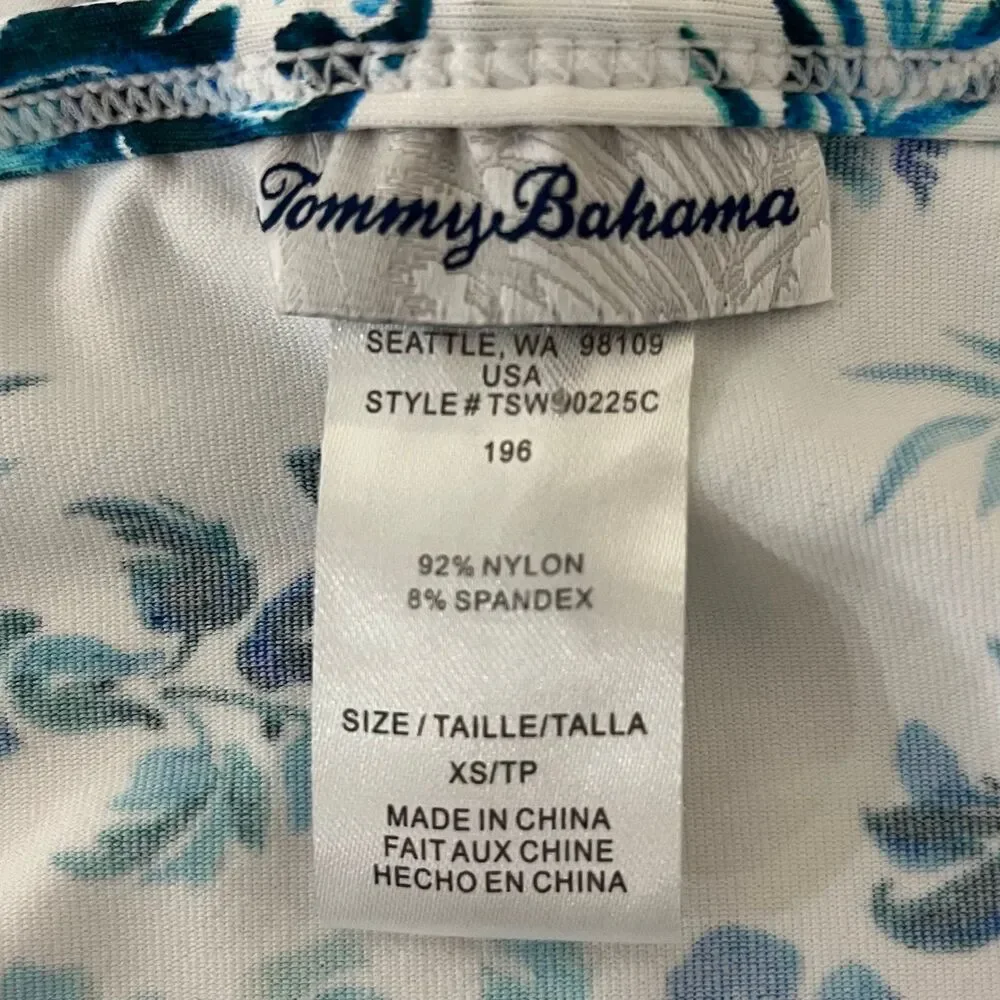 Tommy Bahama
SEATTLE, WA 98109
USA
STYLE# TSW90225C
196
92% NYLON
8% SPANDEX
SIZE / TAILLE/TALLA
XS/TP
MADE IN CHINA
FAIT AUX CHINE
HECHO EN CHINA